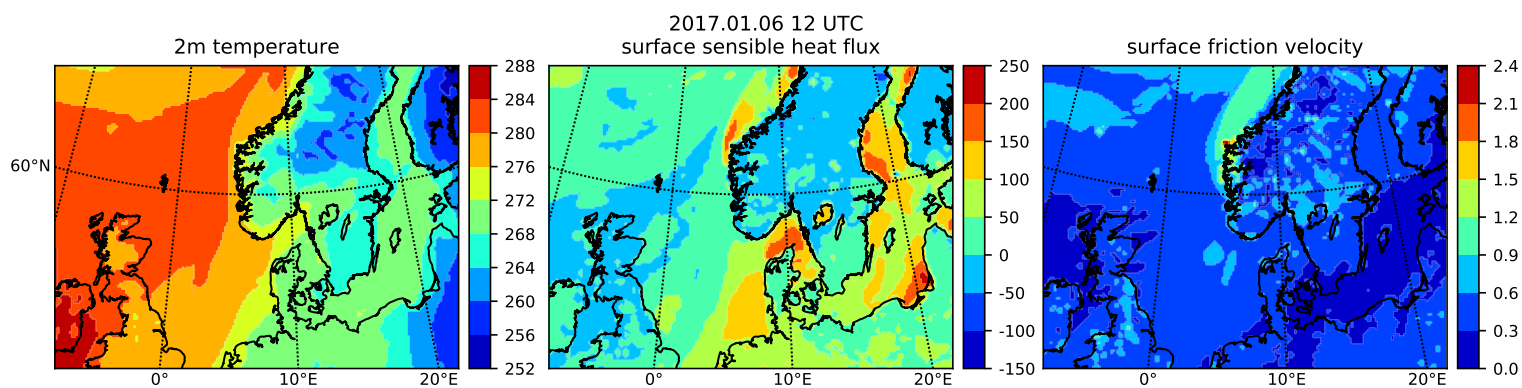 2017.01.06 12 UTC
2m temperature
surface sensible heat flux
surface friction velocity
288
284
280
276
272
268
264
260
256
252
60°N
0°
10°E
20°E
250
200
150
100
50
0
-50
-100
-150
0°
10°E
20°E
2.4
2.1
1.8
1.5
1.2
0.9
0.6
0.3
0.0
0°
10°E
20°E